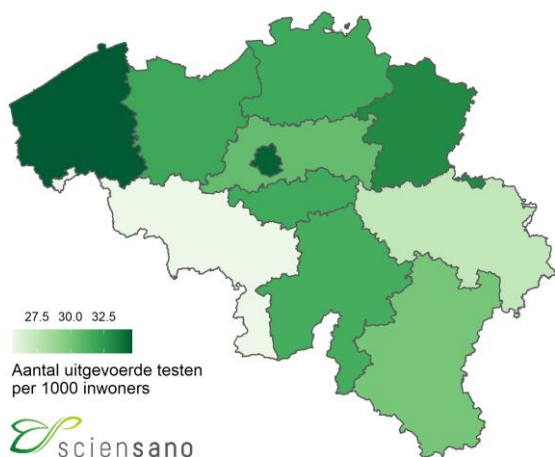 27.5 30.0 32.5
Aantal uitgevoerde testen
per 1000 inwoners
sciensano